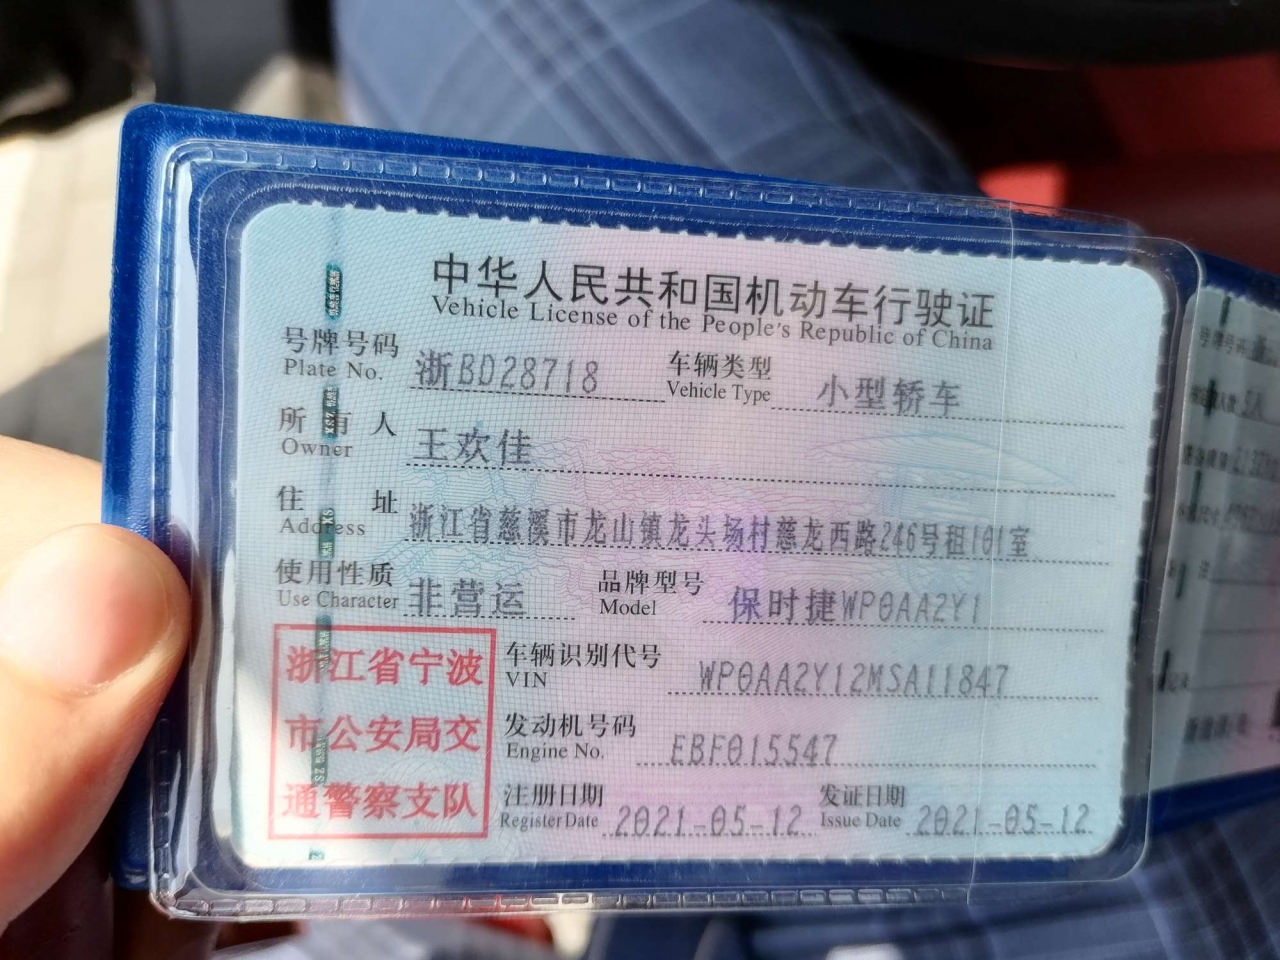 中华人民共和国机动车行驶证
Vehicle License of the People's Republic of China
号牌号码 浙BD28718 车辆类型 小型轿车
Plate No. Vehicle Type
所有人 王欢佳
Owner
住址 浙江省慈溪市龙山镇龙头场村慈龙西路246号租101室
Address
使用性质 非营运 品牌型号 保时捷WP0AA2Y1
Use Character Model
浙江省宁波
市公安局交
通警察支队
车辆识别代号 WP0AA2Y12MSA11847
VIN
发动机号码 EBF015547
Engine No.
注册日期 2021-05-12 发证日期 2021-05-12
Register Date Issue Date